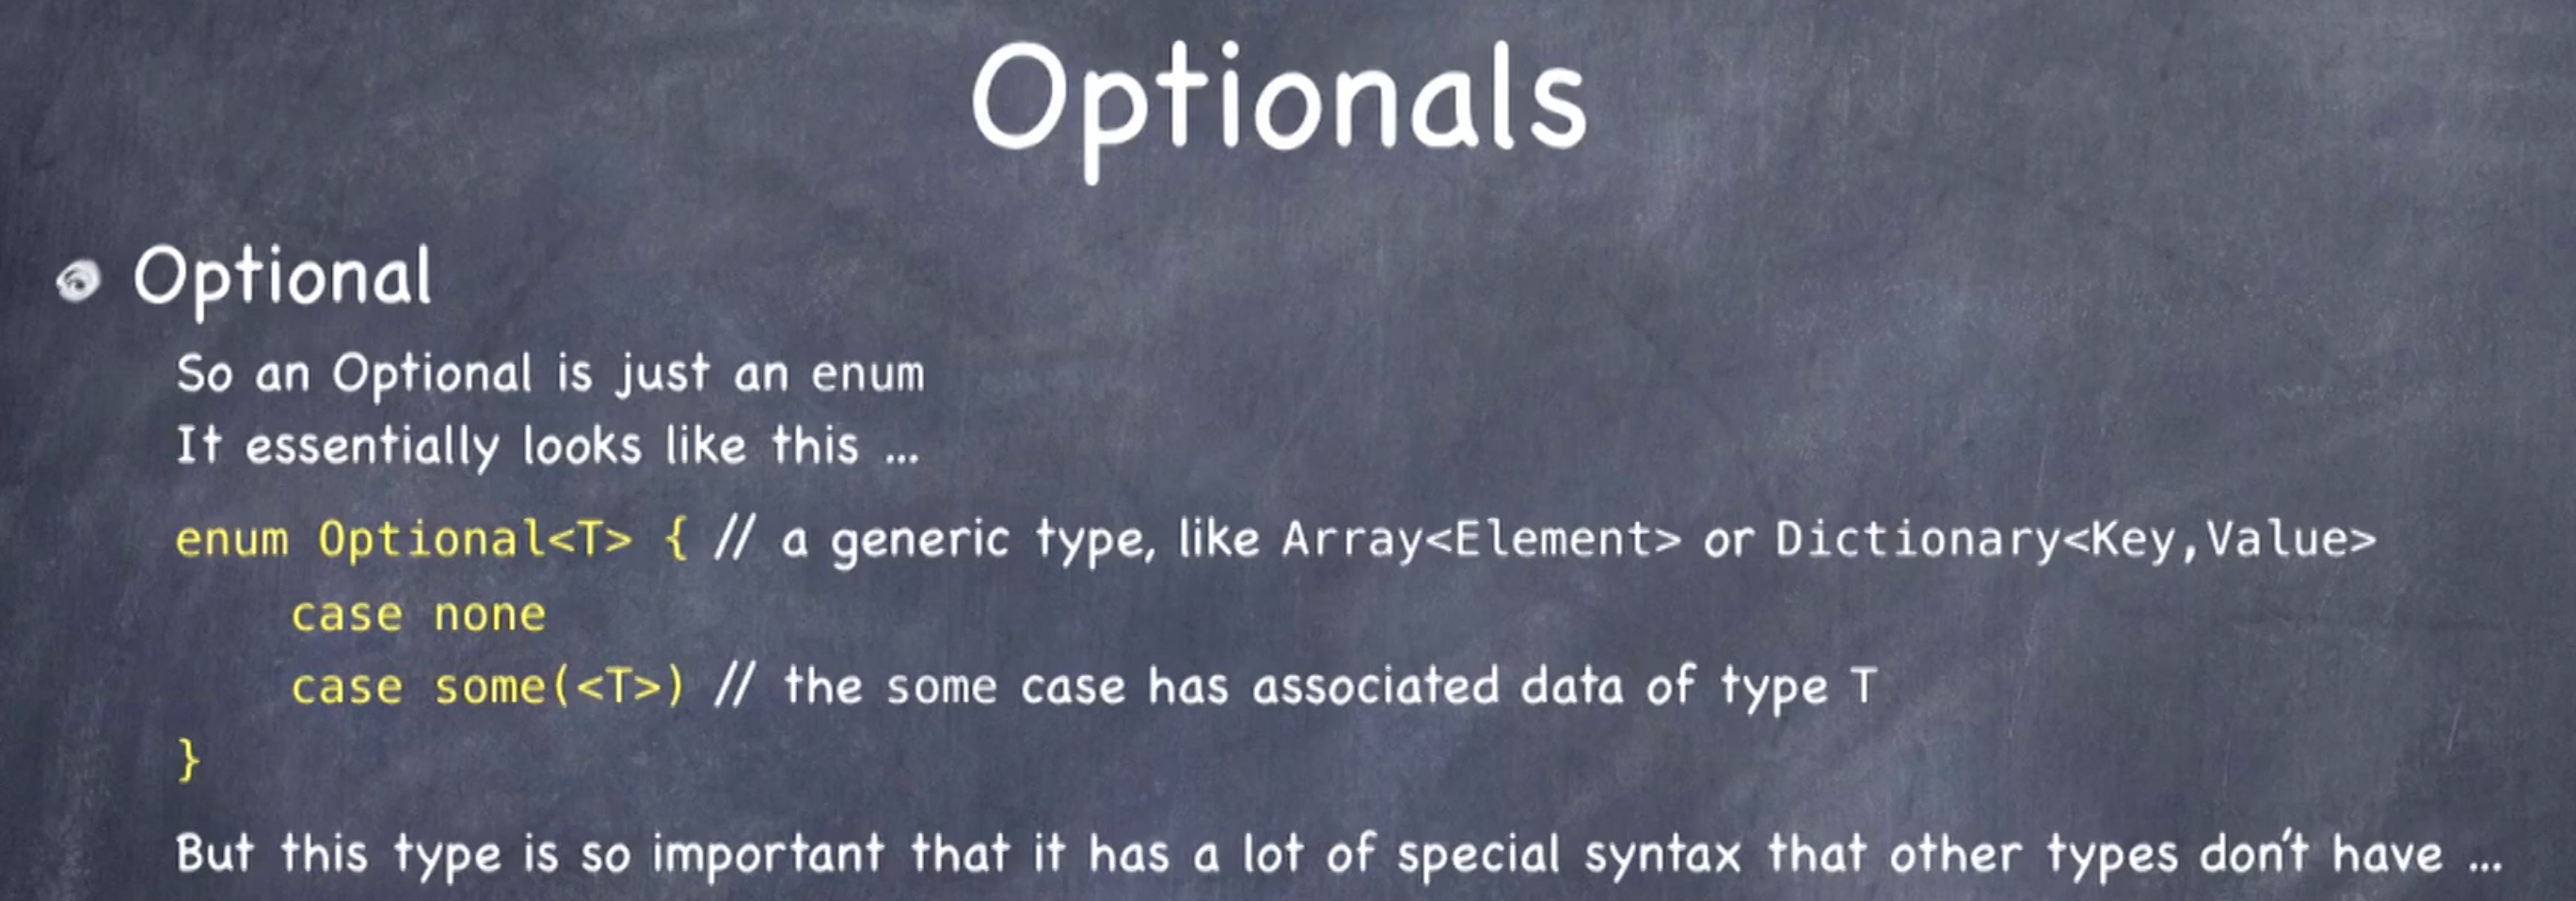 Optionals
Optional
So an Optional is just an enum
It essentially looks like this ...
enum Optional<T> { // a generic type, like Array<Element> or Dictionary<Key,Value>
case none
case some(<T>) // the some case has associated data of type T
}
But this type is so important that it has a lot of special syntax that other types don't have ...